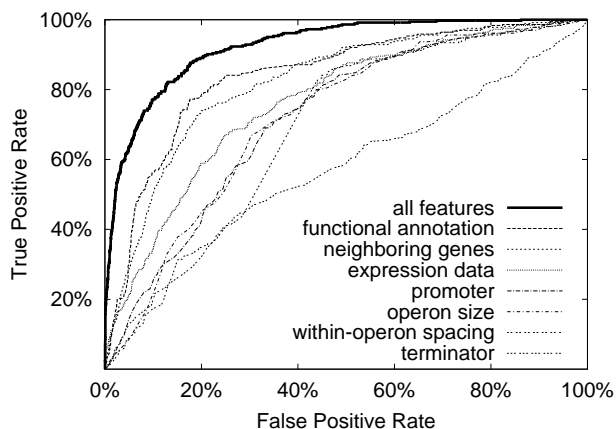 True Positive Rate
100%
80%
60%
40%
20%
all features
functional annotation
neighboring genes
expression data
promoter
operon size
within-operon spacing
terminator
0% 20% 40% 60% 80% 100%
False Positive Rate